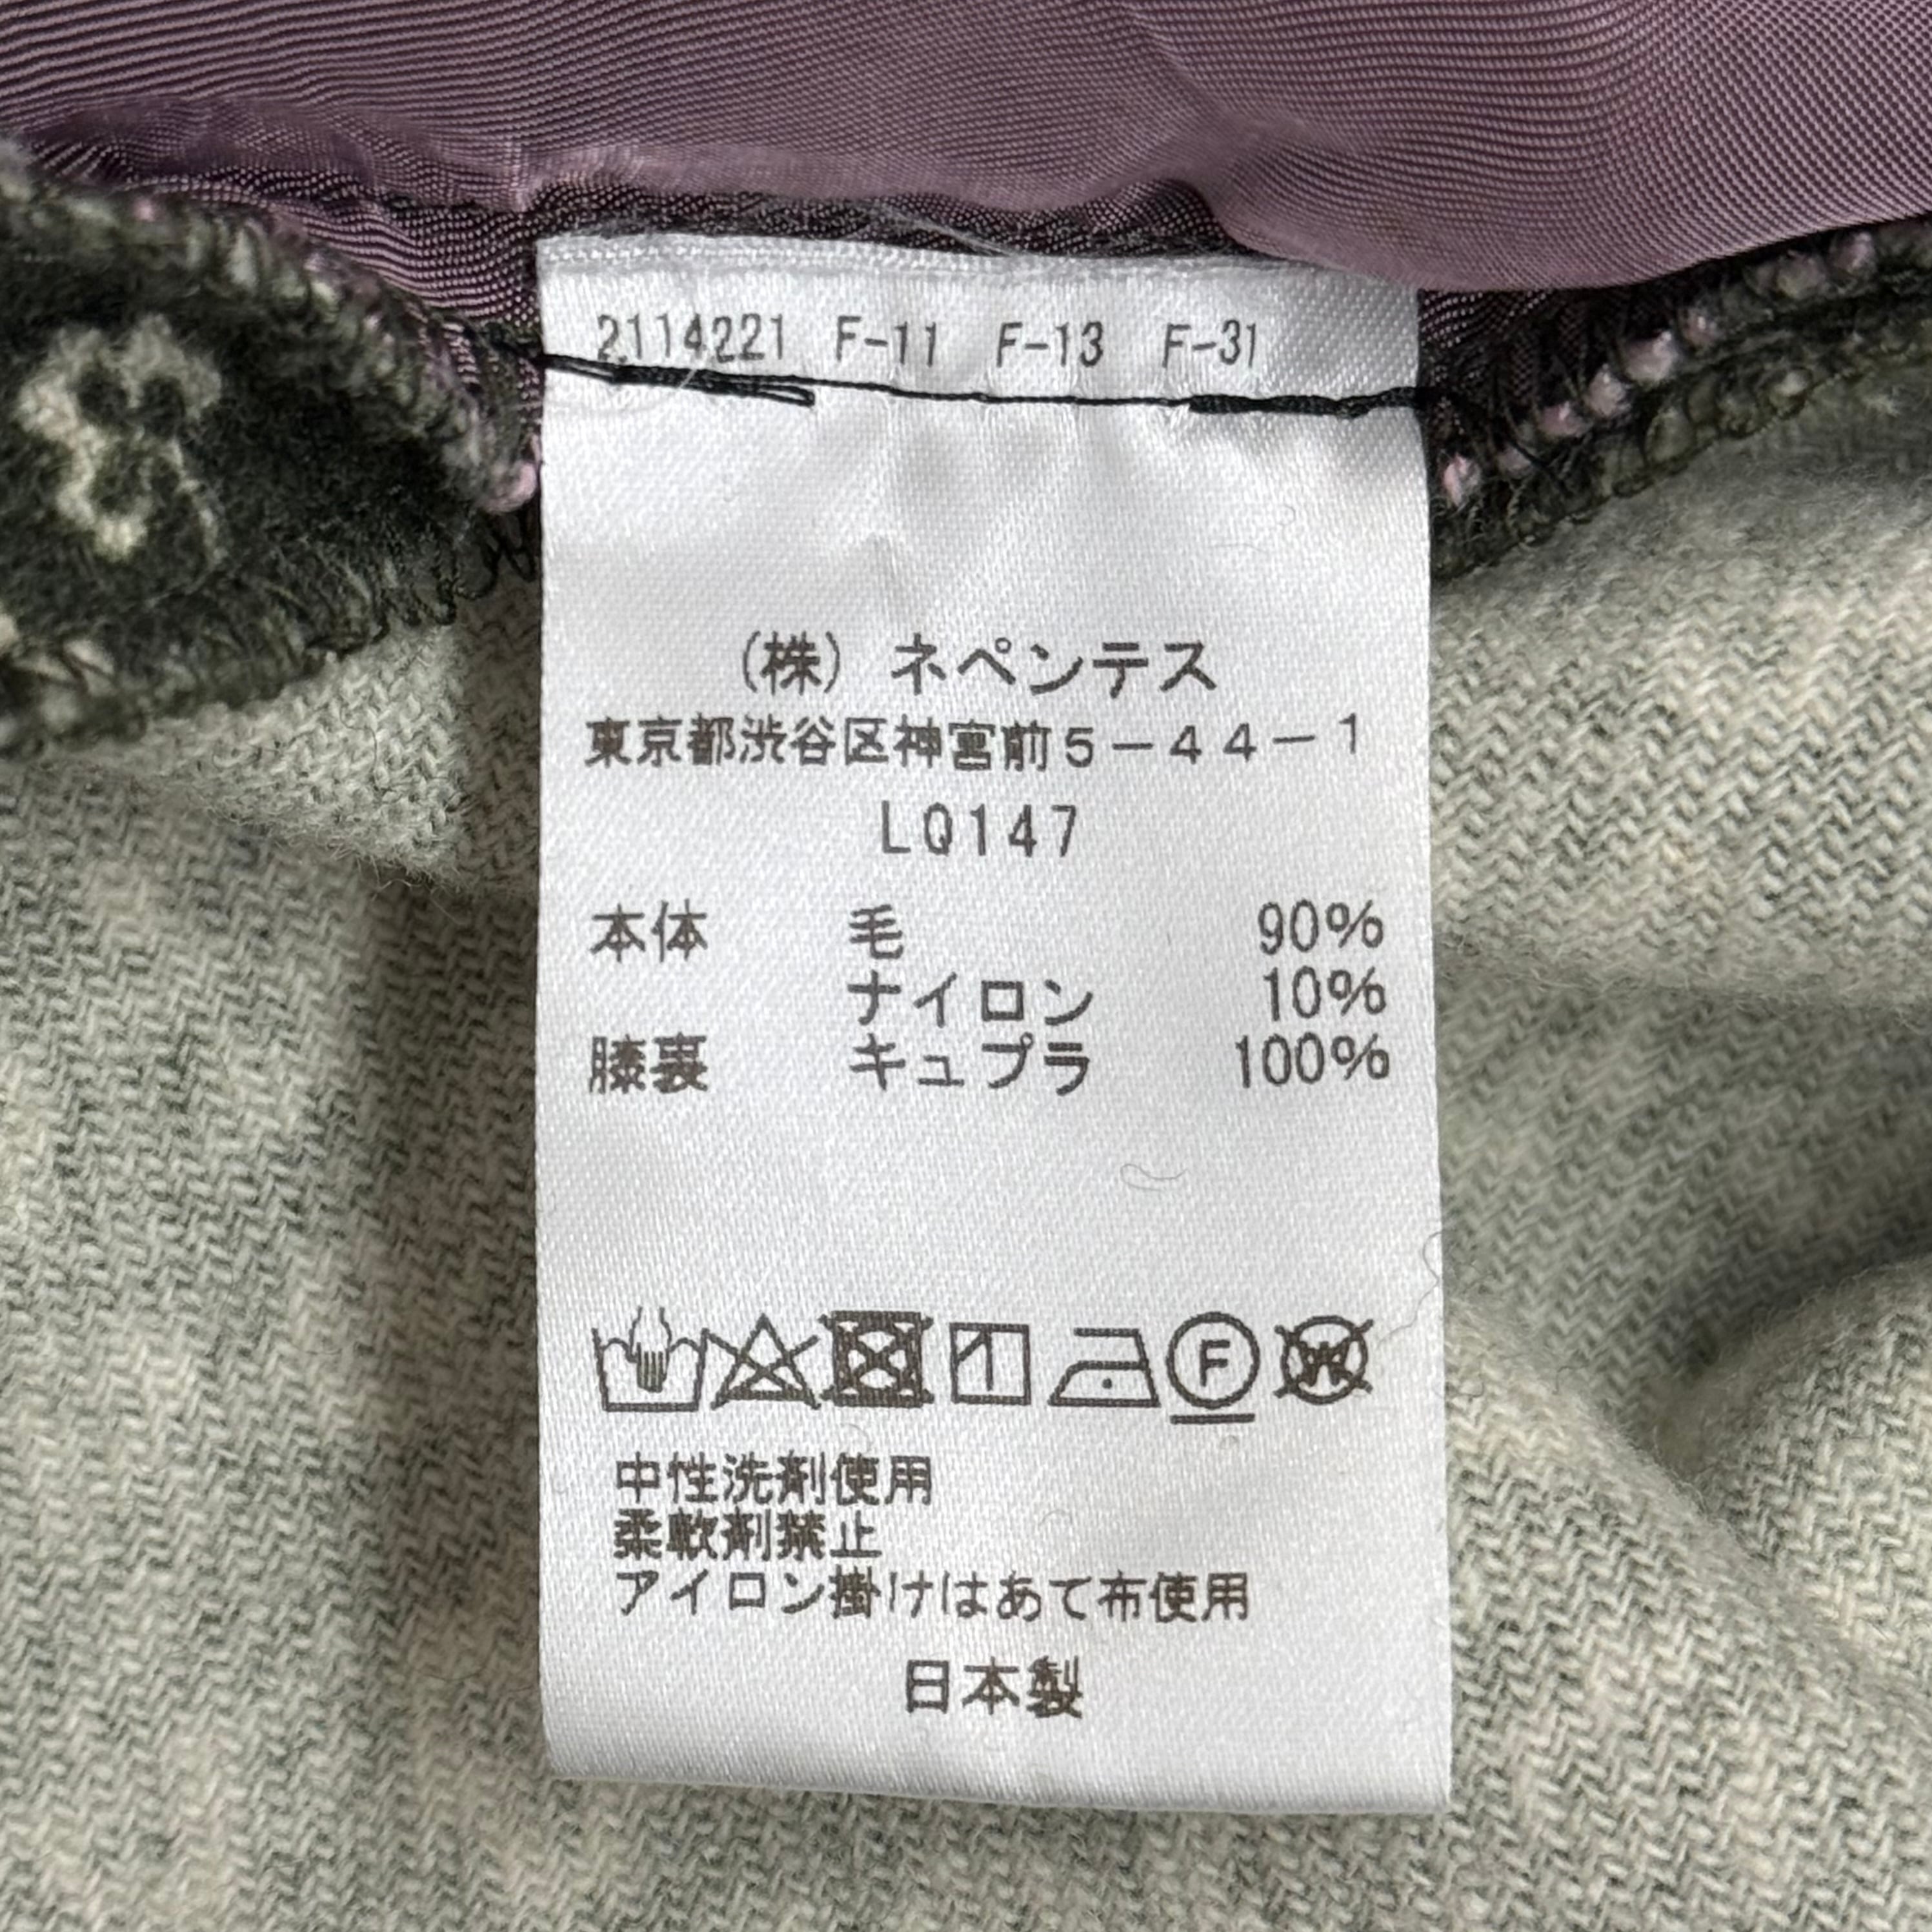 2114221 F-11 F-13 F-31
(株) ネペンテス
東京都渋谷区神宮前5-44-1
LQ147
本体 毛 90%
ナイロン 10%
膝裏 キュプラ 100%
F
W
中性洗剤使用
柔軟剤禁止
アイロン掛けはあて布使用
日本製